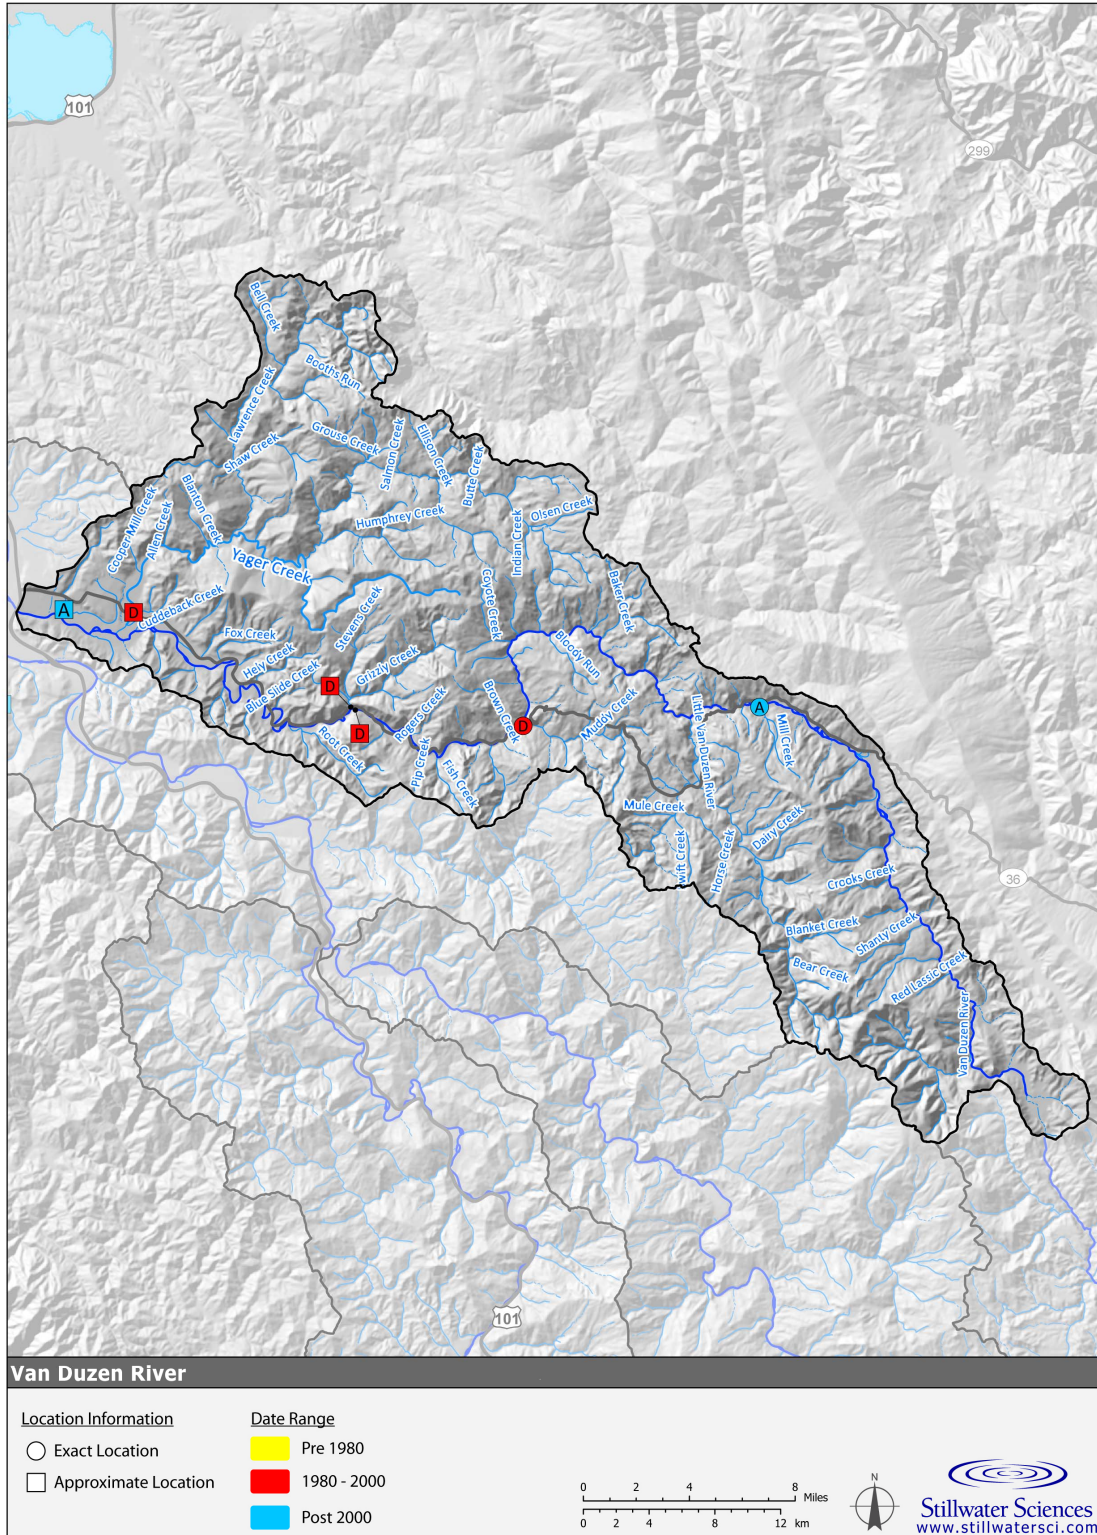 101
299
Bell Creek
Booths Run
Lawrence Creek
Grouse Creek
Salmon Creek
Ellison Creek
Shaw Creek
Butte Creek
Blanton Creek
Cooper Mill Creek
Allen Creek
Humphrey Creek
Olsen Creek
Indian Creek
Yager Creek
Coyote Creek
Baker Creek
A
D
Cuddeback Creek
Stevens Creek
Fox Creek
Hely Creek
Bloody Run
Grizzly Creek
Blue Slide Creek
D
Rogers Creek
Brown Creek
Muddy Creek
Little Van Duzen River
A
D
D
Mill Creek
Root Creek
Pip Creek
Fish Creek
Mule Creek
Dairy Creek
wift Creek
Horse Creek
Crooks Creek
36
Blanket Creek
Shanty Creek
Bear Creek
Red Lassic Creek
Van Duzen River
101
Van Duzen River
Location Information
Exact Location
Approximate Location
Date Range
Pre 1980
1980 - 2000
Post 2000
0 2 4 8 Miles
0 2 4 8 12 km
N
Stillwater Sciences
www.stillwatersci.com